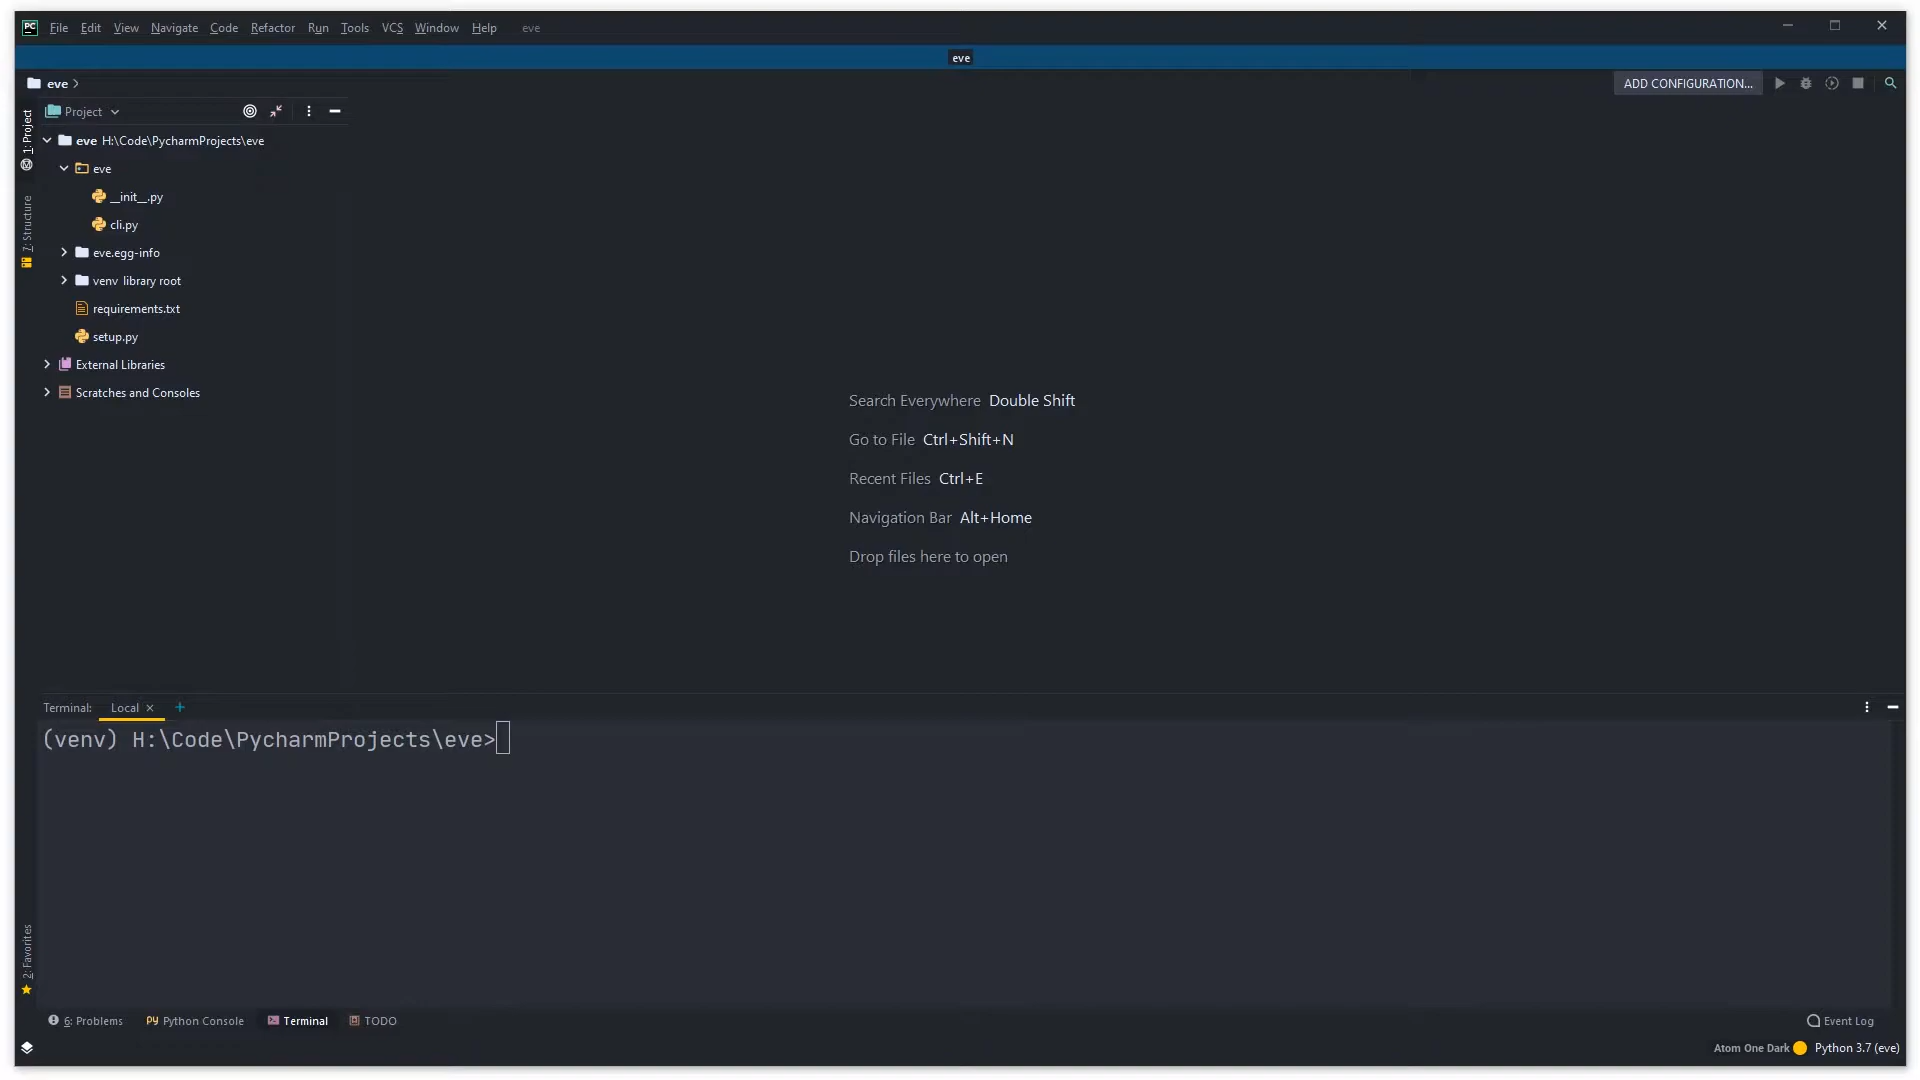 PC File Edit View Navigate Code Refactor Run Tools VCS Window Help eve
eve
eve
ADD CONFIGURATION...
Project
1: Project
eve H:\Code\PycharmProjects\eve
eve
__init__.py
7: Structure
cli.py
eve.egg-info
venv library root
requirements.txt
setup.py
External Libraries
Scratches and Consoles
Search Everywhere Double Shift
Go to File Ctrl+Shift+N
Recent Files Ctrl+E
Navigation Bar Alt+Home
Drop files here to open
Terminal: Local
(venv) H:\Code\PycharmProjects\eve>
2: Favorites
6: Problems Python Console Terminal TODO
Event Log
Atom One Dark Python 3.7 (eve)